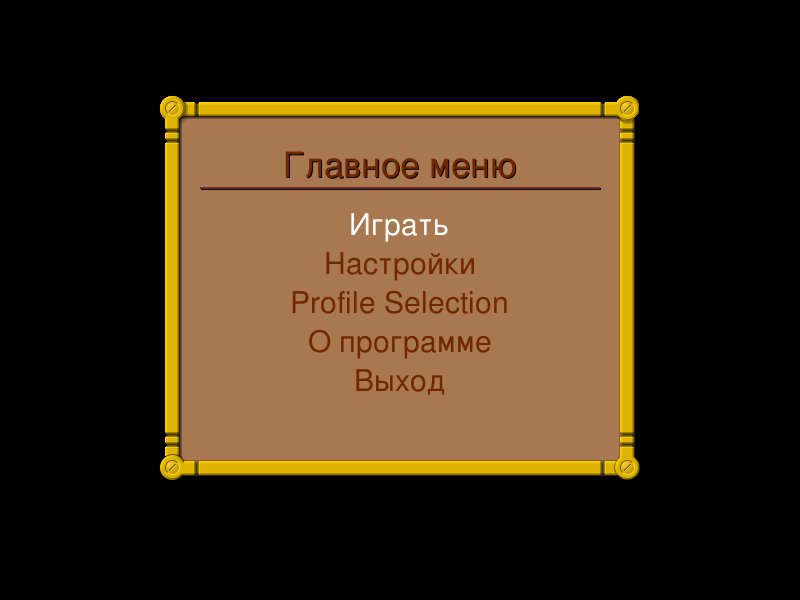 Главное меню
Играть
Настройки
Profile Selection
О программе
Выход